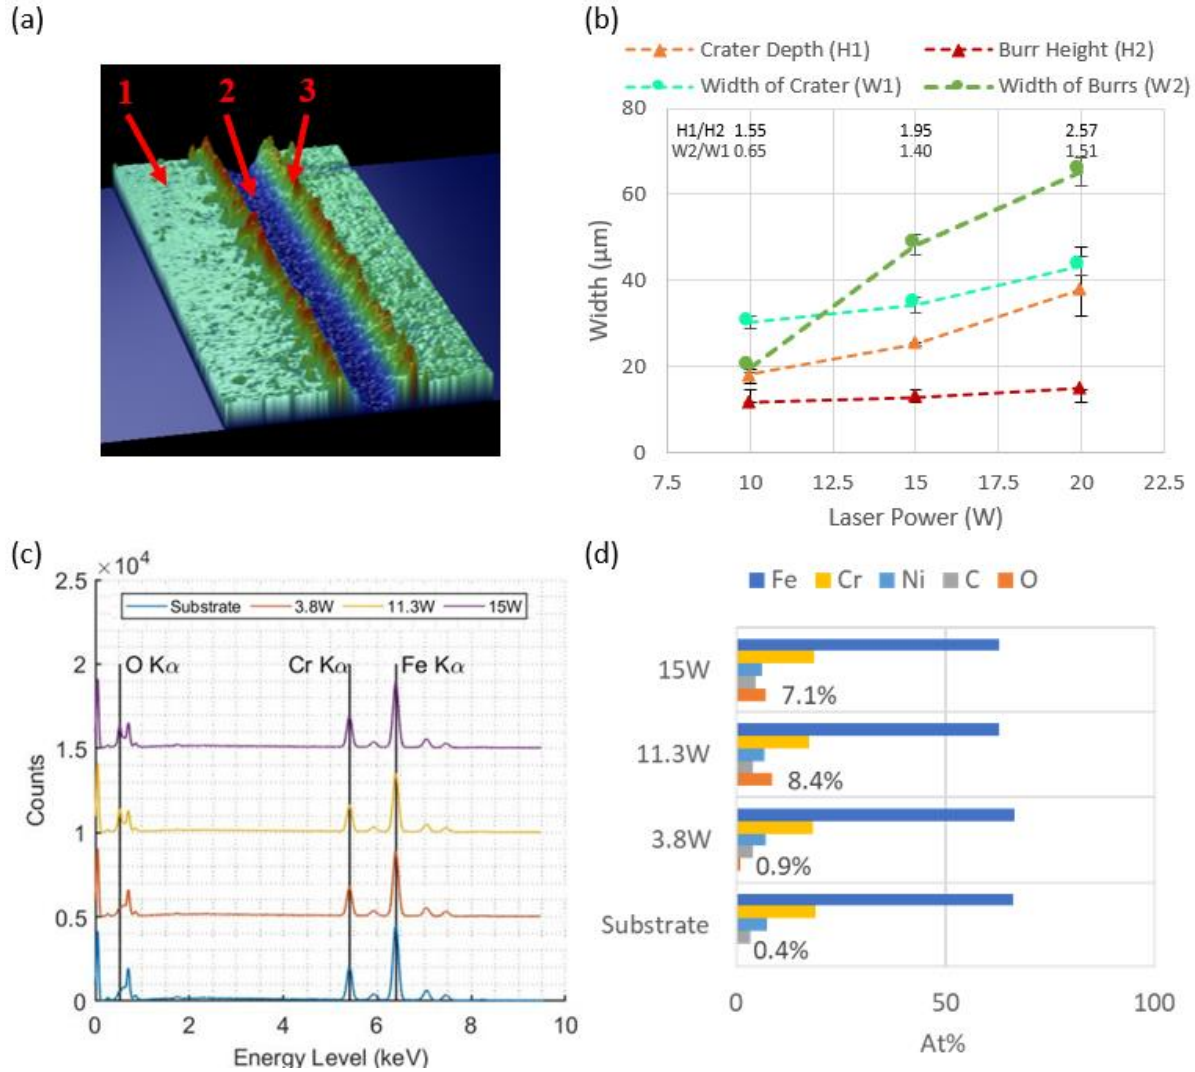 (a)
1 2 3
(b)
Crater Depth (H1) Burr Height (H2)
Width of Crater (W1) Width of Burrs (W2)
80
H1/H2 1.55 1.95 2.57
W2/W1 0.65 1.40 1.51
60
40
20
0
Width (μm)
7.5 10 12.5 15 17.5 20 22.5
Laser Power (W)
(c)
×10⁴
2.5
Substrate 3.8W 11.3W 15W
2
O Kα Cr Kα Fe Kα
1.5
1
0.5
0
Counts
0 2 4 6 8 10
Energy Level (keV)
(d)
Fe Cr Ni C O
15W
7.1%
11.3W
8.4%
3.8W
0.9%
Substrate
0.4%
0 50 100
At%